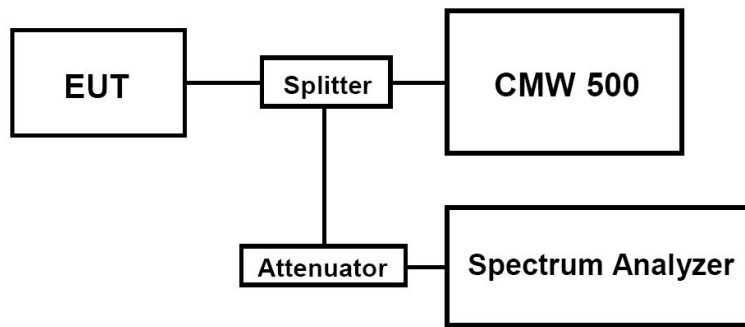 EUT
Splitter
CMW 500
Attenuator
Spectrum Analyzer